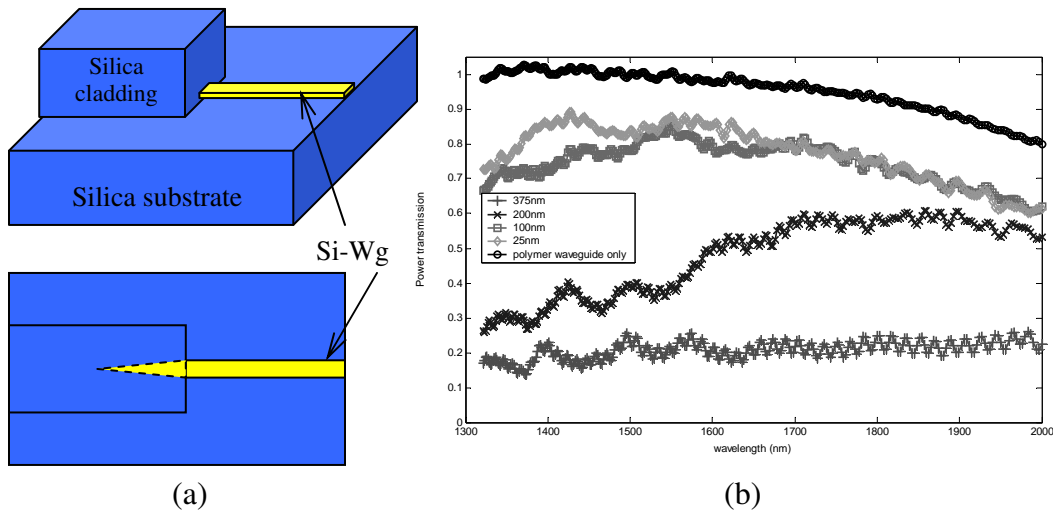 Silica
cladding
Silica substrate
Si-Wg
(a)
Power transmission
1
0.9
0.8
0.7
0.6
0.5
0.4
0.3
0.2
0.1
0
375nm
200nm
100nm
25nm
polymer waveguide only
1300 1400 1500 1600 1700 1800 1900 2000
wavelength (nm)
(b)